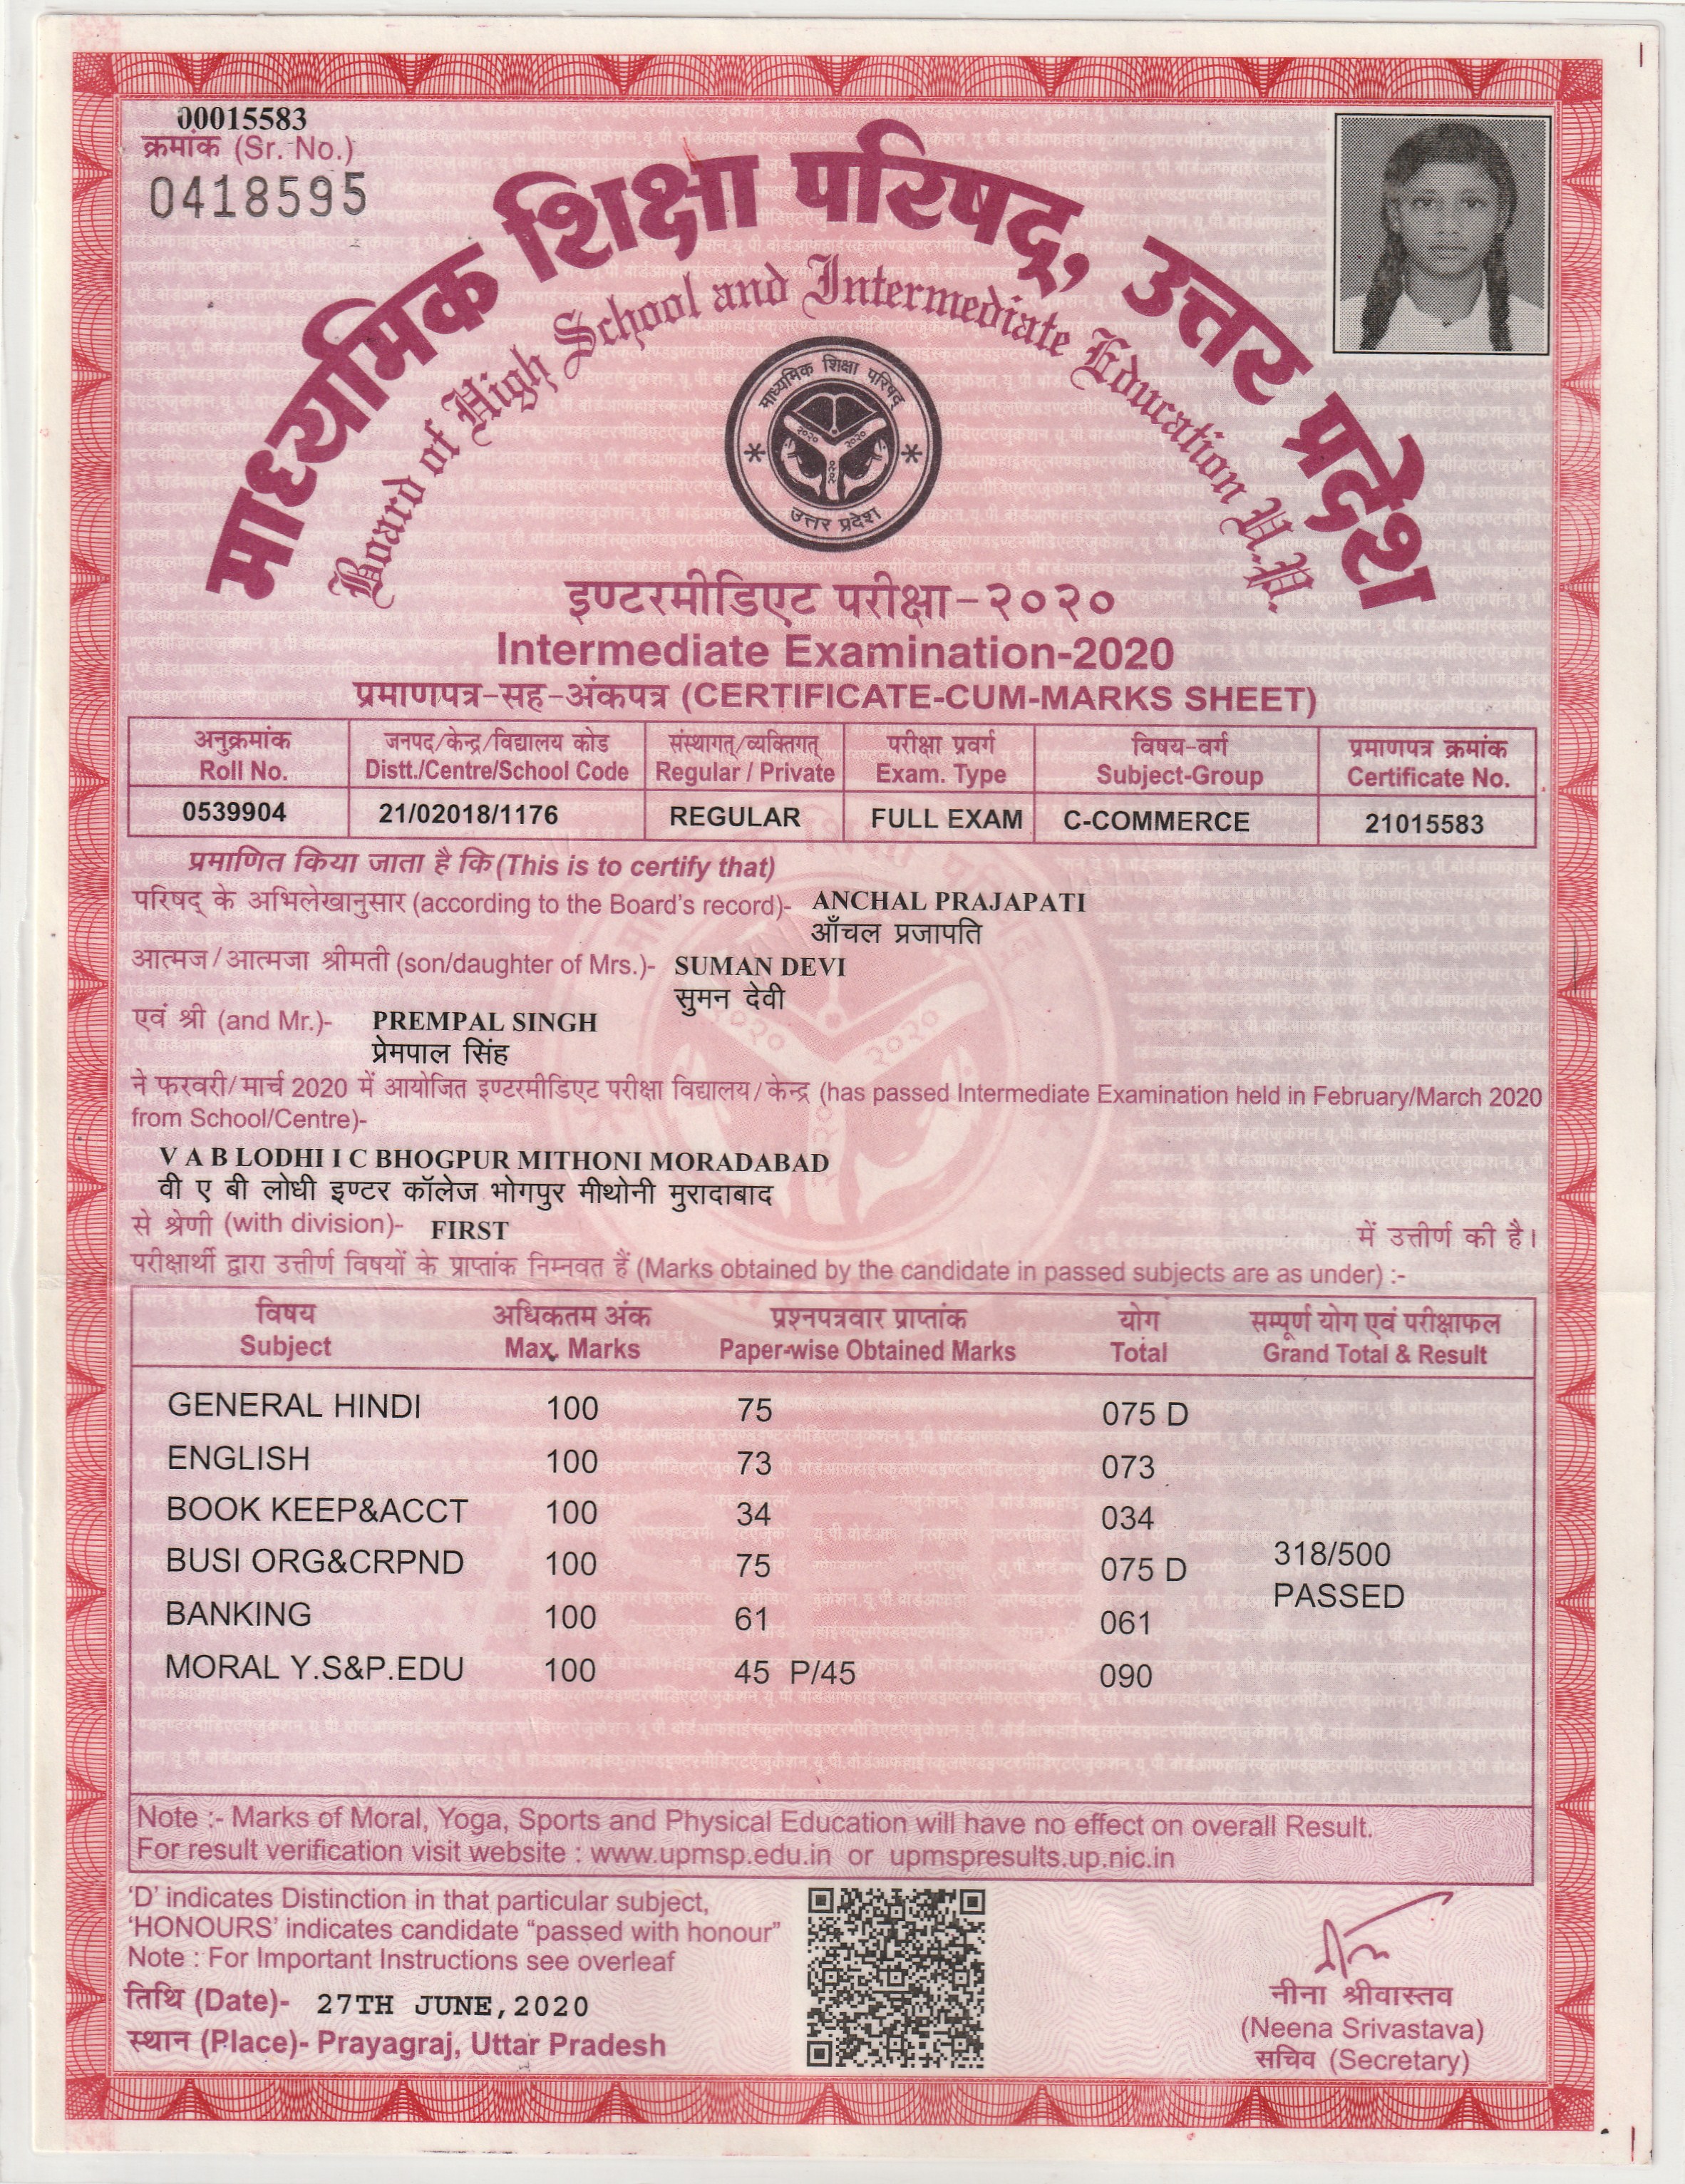 00015583
क्रमांक (Sr. No.)
0418595
माध्यमिक शिक्षा परिषद्, उत्तर प्रदेश
Board of High School and Intermediate Education U.P.
माध्यमिक शिक्षा परिषद्
२०२० २०२०
२०२०
उत्तर प्रदेश
इण्टरमीडिएट परीक्षा-२०२०
Intermediate Examination-2020
प्रमाणपत्र-सह-अंकपत्र (CERTIFICATE-CUM-MARKS SHEET)
अनुक्रमांक जनपद/केन्द्र/विद्यालय कोड संस्थागत्/व्यक्तिगत् परीक्षा प्रवर्ग विषय-वर्ग प्रमाणपत्र क्रमांक
Roll No. Distt./Centre/School Code Regular / Private Exam. Type Subject-Group Certificate No.
0539904 21/02018/1176 REGULAR FULL EXAM C-COMMERCE 21015583
प्रमाणित किया जाता है कि (This is to certify that)
परिषद् के अभिलेखानुसार (according to the Board's record)- ANCHAL PRAJAPATI
आँचल प्रजापति
आत्मज/आत्मजा श्रीमती (son/daughter of Mrs.)- SUMAN DEVI
सुमन देवी
एवं श्री (and Mr.)- PREMPAL SINGH
प्रेमपाल सिंह
ने फरवरी/मार्च 2020 में आयोजित इण्टरमीडिएट परीक्षा विद्यालय/केन्द्र (has passed Intermediate Examination held in February/March 2020
from School/Centre)-
V A B LODHI I C BHOGPUR MITHONI MORADABAD
वी ए बी लोधी इण्टर कॉलेज भोगपुर मीथोनी मुरादाबाद
से श्रेणी (with division)- FIRST में उत्तीर्ण की है।
परीक्षार्थी द्वारा उत्तीर्ण विषयों के प्राप्तांक निम्नवत हैं (Marks obtained by the candidate in passed subjects are as under) :-
विषय अधिकतम अंक प्रश्नपत्रवार प्राप्तांक योग सम्पूर्ण योग एवं परीक्षाफल
Subject Max. Marks Paper-wise Obtained Marks Total Grand Total & Result
GENERAL HINDI 100 75 075 D
ENGLISH 100 73 073
BOOK KEEP&ACCT 100 34 034
BUSI ORG&CRPND 100 75 075 D 318/500
PASSED
BANKING 100 61 061
MORAL Y.S&P.EDU 100 45 P/45 090
Note :- Marks of Moral, Yoga, Sports and Physical Education will have no effect on overall Result.
For result verification visit website : www.upmsp.edu.in or upmspresults.up.nic.in
'D' indicates Distinction in that particular subject,
'HONOURS' indicates candidate "passed with honour"
Note : For Important Instructions see overleaf
तिथि (Date)- 27TH JUNE,2020
स्थान (Place)- Prayagraj, Uttar Pradesh
नीना श्रीवास्तव
(Neena Srivastava)
सचिव (Secretary)